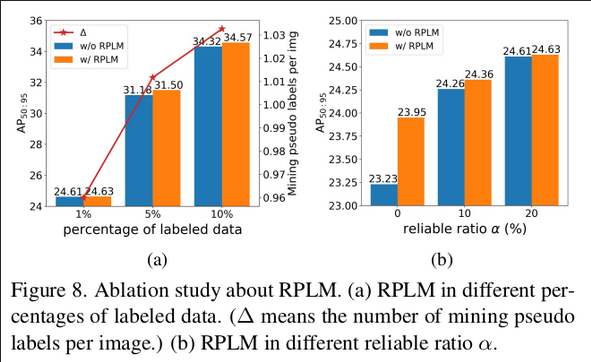 36
34
32
30
28
26
24
AP50:95
Δ
w/o RPLM
w/ RPLM
24.61
24.63
31.18
31.50
34.32
34.57
1.03
1.02
1.01
1.00
0.99
0.98
0.97
0.96
Mining pseudo labels per img
1%
5%
10%
percentage of labeled data
(a)
25.00
24.75
24.50
24.25
24.00
23.75
23.50
23.25
23.00
AP50:95
w/o RPLM
w/ RPLM
23.23
23.95
24.26
24.36
24.61
24.63
0
10
20
reliable ratio α (%)
(b)
Figure 8. Ablation study about RPLM. (a) RPLM in different per-
centages of labeled data. (Δ means the number of mining pseudo
labels per image.) (b) RPLM in different reliable ratio α.